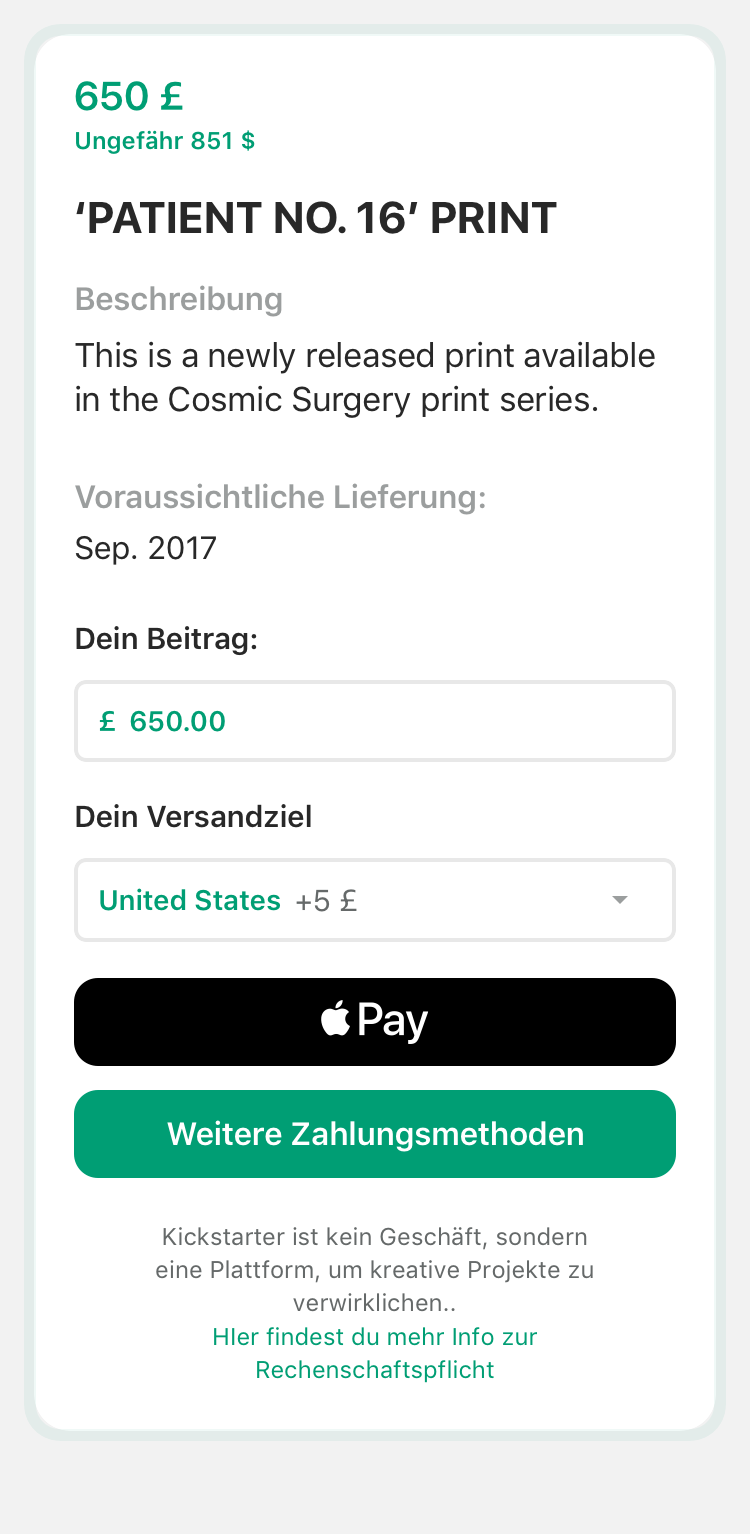 650 £
Ungefähr 851 $
‘PATIENT NO. 16’ PRINT
Beschreibung
This is a newly released print available
in the Cosmic Surgery print series.
Voraussichtliche Lieferung:
Sep. 2017
Dein Beitrag:
£ 650.00
Dein Versandziel
United States +5 £
Pay
Weitere Zahlungsmethoden
Kickstarter ist kein Geschäft, sondern
eine Plattform, um kreative Projekte zu
verwirklichen..
HIer findest du mehr Info zur
Rechenschaftspflicht